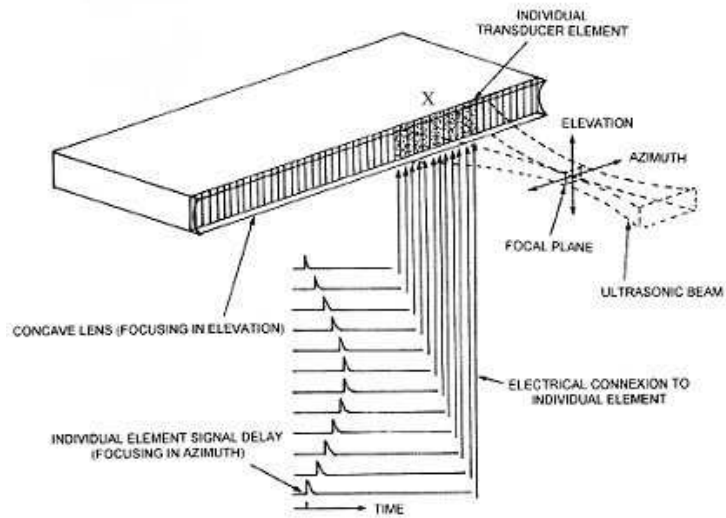 INDIVIDUAL
TRANSDUCER ELEMENT
X
ELEVATION
AZIMUTH
FOCAL PLANE
ULTRASONIC BEAM
CONCAVE LENS (FOCUSING IN ELEVATION)
ELECTRICAL CONNEXION TO
INDIVIDUAL ELEMENT
INDIVIDUAL ELEMENT SIGNAL DELAY
(FOCUSING IN AZIMUTH)
TIME